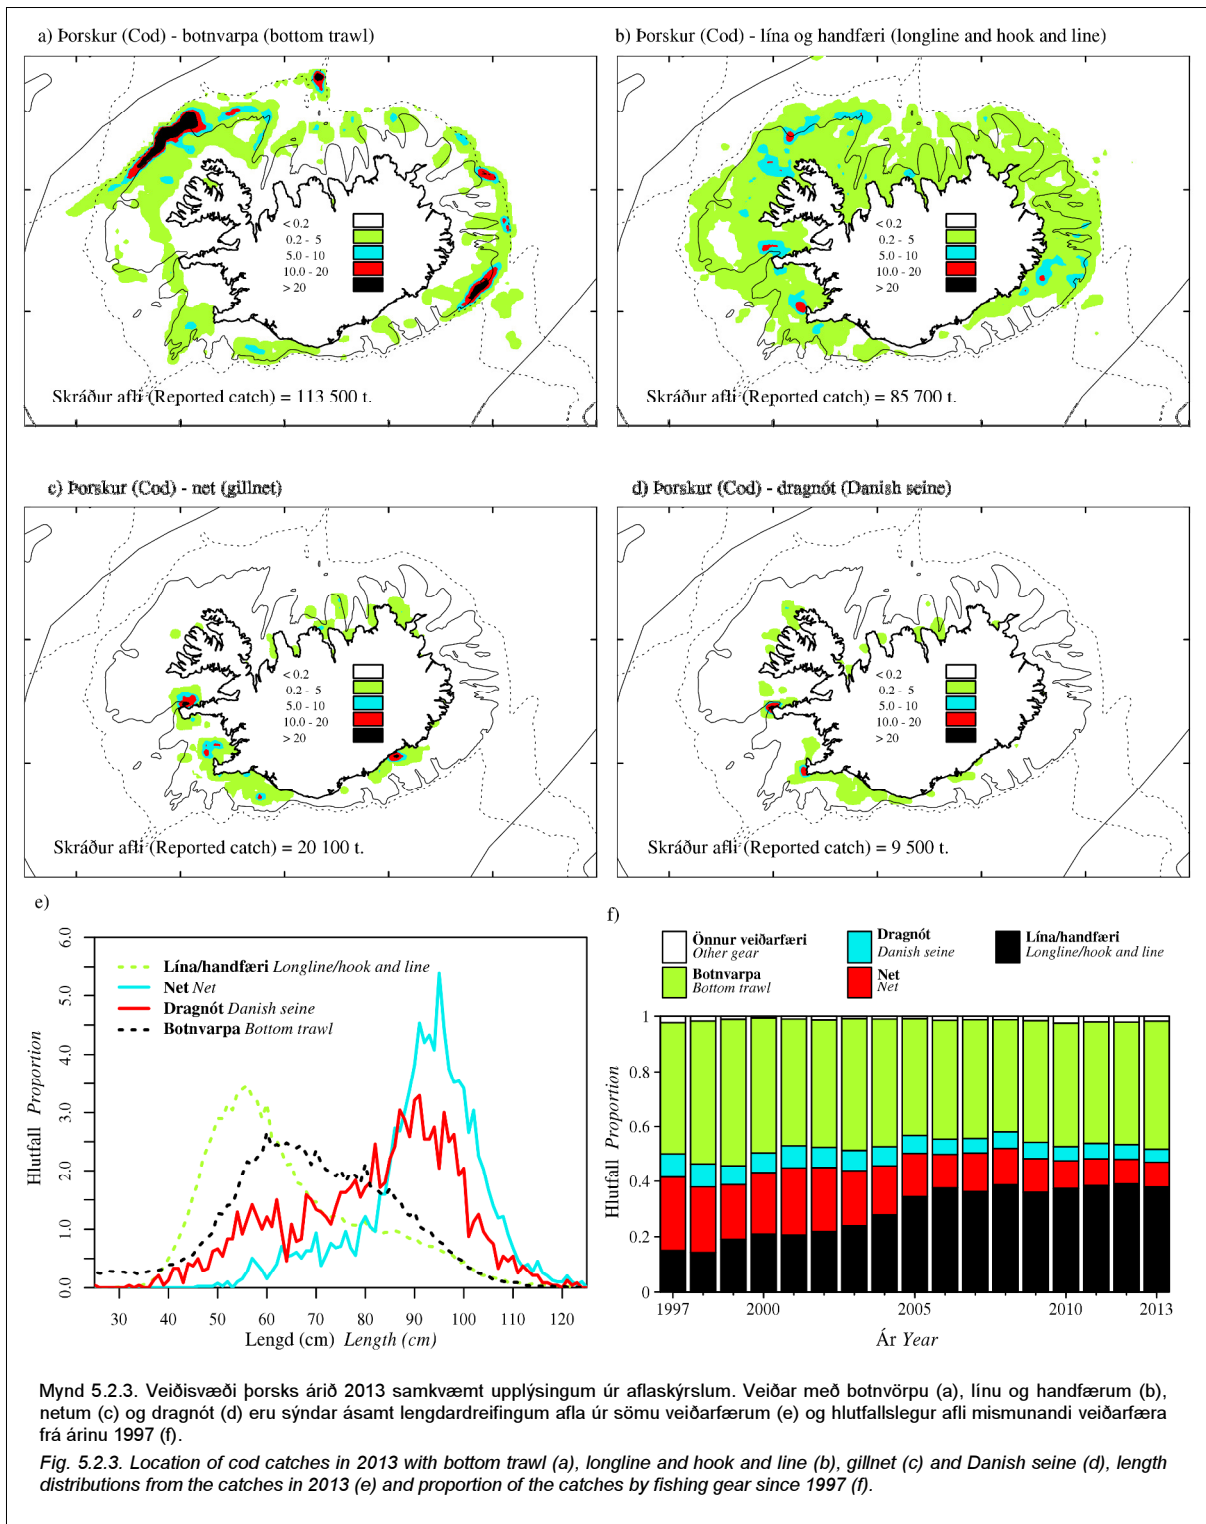 a) Þorskur (Cod) - botnvarpa (bottom trawl)
< 0.2
0.2 - 5
5.0 - 10
10.0 - 20
> 20
Skráður afli (Reported catch) = 113 500 t.
b) Þorskur (Cod) - lína og handfæri (longline and hook and line)
< 0.2
0.2 - 5
5.0 - 10
10.0 - 20
> 20
Skráður afli (Reported catch) = 85 700 t.
c) Þorskur (Cod) - net (gillnet)
< 0.2
0.2 - 5
5.0 - 10
10.0 - 20
> 20
Skráður afli (Reported catch) = 20 100 t.
d) Þorskur (Cod) - dragnót (Danish seine)
< 0.2
0.2 - 5
5.0 - 10
10.0 - 20
> 20
Skráður afli (Reported catch) = 9 500 t.
e)
Lína/handfæri Longline/hook and line
Net Net
Dragnót Danish seine
Botnvarpa Bottom trawl
Hlutfall Proportion
6.0
5.0
4.0
3.0
2.0
1.0
0.0
30 40 50 60 70 80 90 100 110 120
Lengd (cm) Length (cm)
f)
Önnur veiðarfæri
Other gear
Botnvarpa
Bottom trawl
Dragnót
Danish seine
Net
Net
Lína/handfæri
Longline/hook and line
Hlutfall Proportion
1
0.8
0.6
0.4
0.2
0
1997 2000 2005 2010 2013
Ár Year
Mynd 5.2.3. Veiðisvæði þorsks árið 2013 samkvæmt upplýsingum úr aflaskýrslum. Veiðar með botnvörpu (a), línu og handfærum (b),
netum (c) og dragnót (d) eru sýndar ásamt lengdardreifingum afla úr sömu veiðarfærum (e) og hlutfallslegur afli mismunandi veiðarfæra
frá árinu 1997 (f).
Fig. 5.2.3. Location of cod catches in 2013 with bottom trawl (a), longline and hook and line (b), gillnet (c) and Danish seine (d), length
distributions from the catches in 2013 (e) and proportion of the catches by fishing gear since 1997 (f).